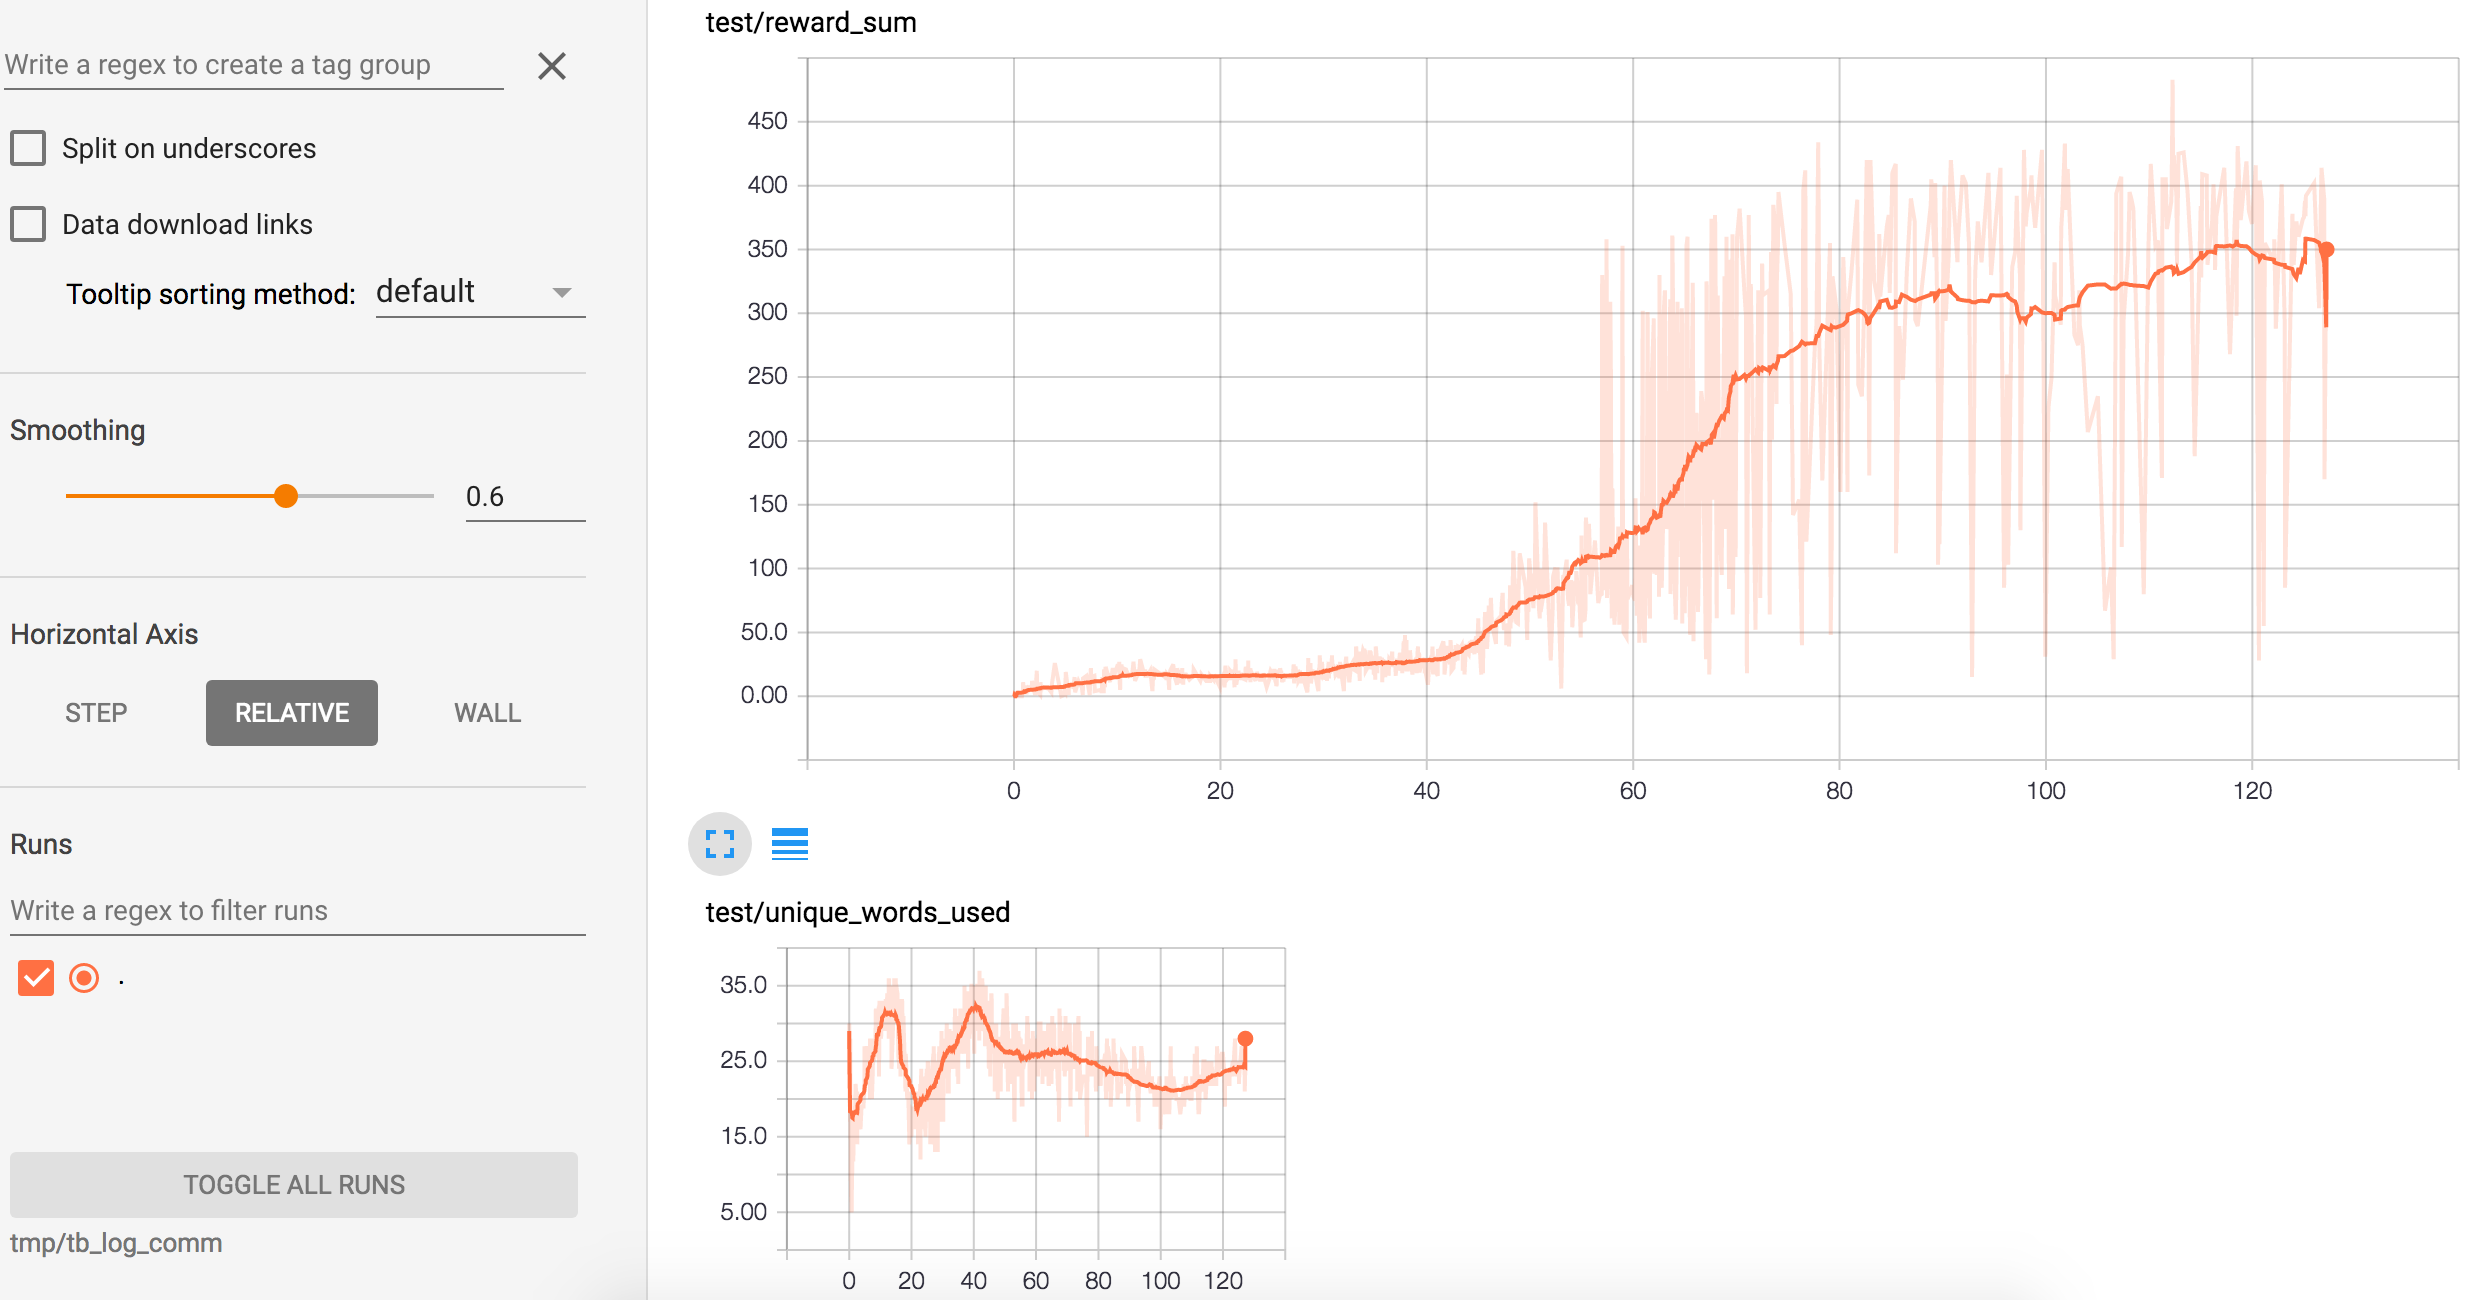 Write a regex to create a tag group
Split on underscores
Data download links
Tooltip sorting method: default
Smoothing
0.6
Horizontal Axis
STEP RELATIVE WALL
Runs
Write a regex to filter runs
.
TOGGLE ALL RUNS
tmp/tb_log_comm
test/reward_sum
450
400
350
300
250
200
150
100
50.0
0.00
0 20 40 60 80 100 120
test/unique_words_used
35.0
25.0
15.0
5.00
0 20 40 60 80 100 120